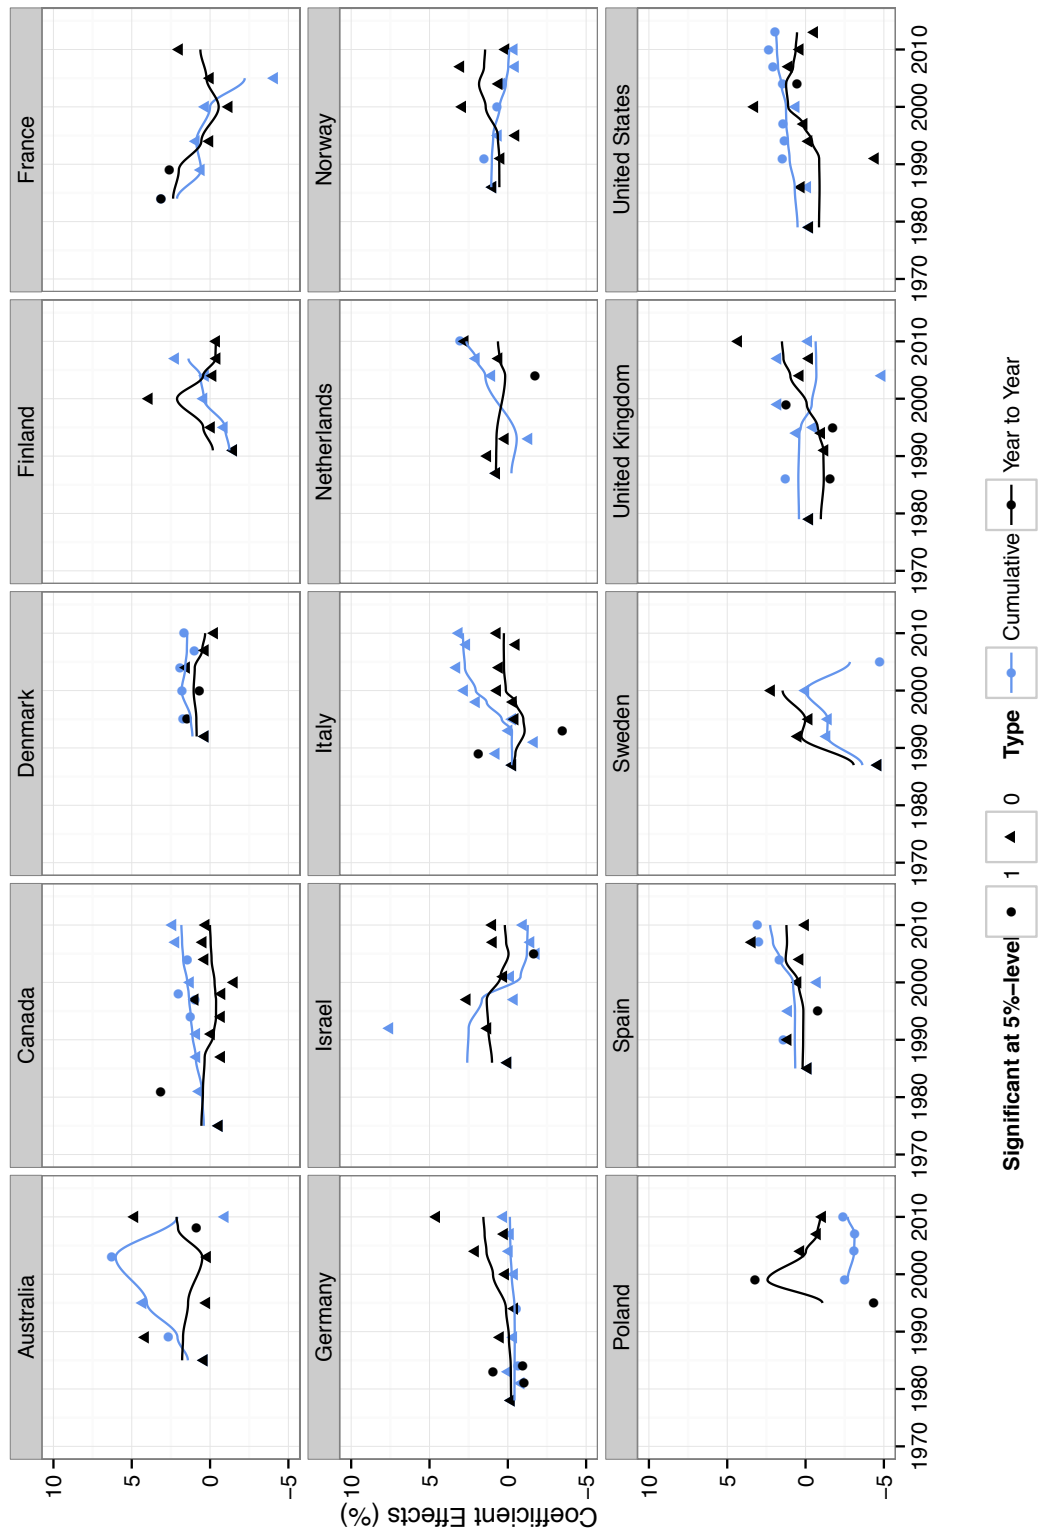 Australia
Canada
Denmark
Finland
France
10
5
0
−5
Germany
Israel
Italy
Netherlands
Norway
10
5
0
−5
Poland
Spain
Sweden
United Kingdom
United States
10
5
0
−5
1970 1980 1990 2000 2010
1970 1980 1990 2000 2010
1970 1980 1990 2000 2010
1970 1980 1990 2000 2010
1970 1980 1990 2000 2010
Coefficient Effects (%)
Significant at 5%−level 1 0 Type Cumulative Year to Year